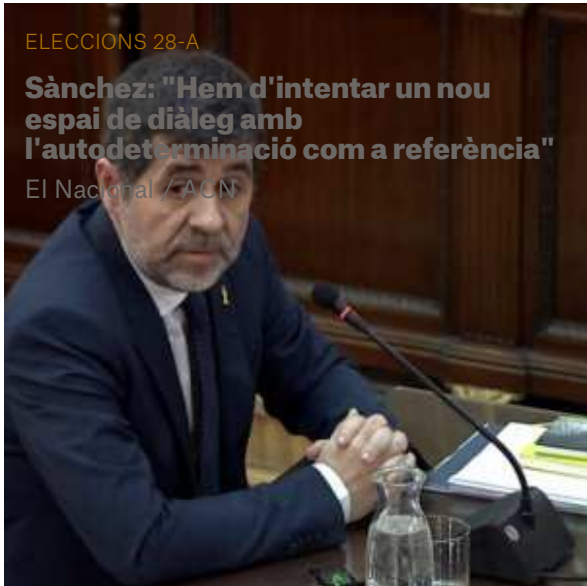 ELECCIONS 28-A
Sànchez: "Hem d'intentar un nou
espai de diàleg amb
l'autodeterminació com a referència"
El Nacional / ACN